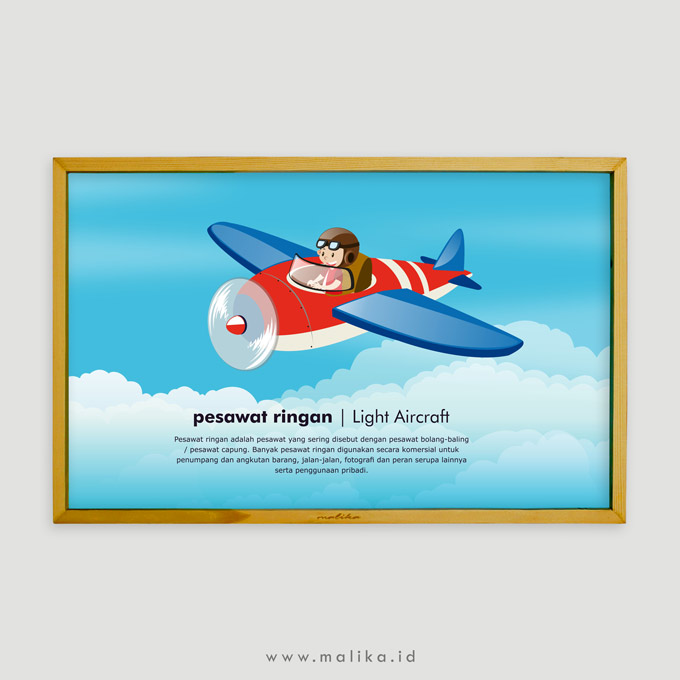 pesawat ringan | Light Aircraft
Pesawat ringan adalah pesawat yang sering disebut dengan pesawat bolang-baling
/ pesawat capung. Banyak pesawat ringan digunakan secara komersial untuk
penumpang dan angkutan barang, jalan-jalan, fotografi dan peran serupa lainnya
serta penggunaan pribadi.
malika
www.malika.id